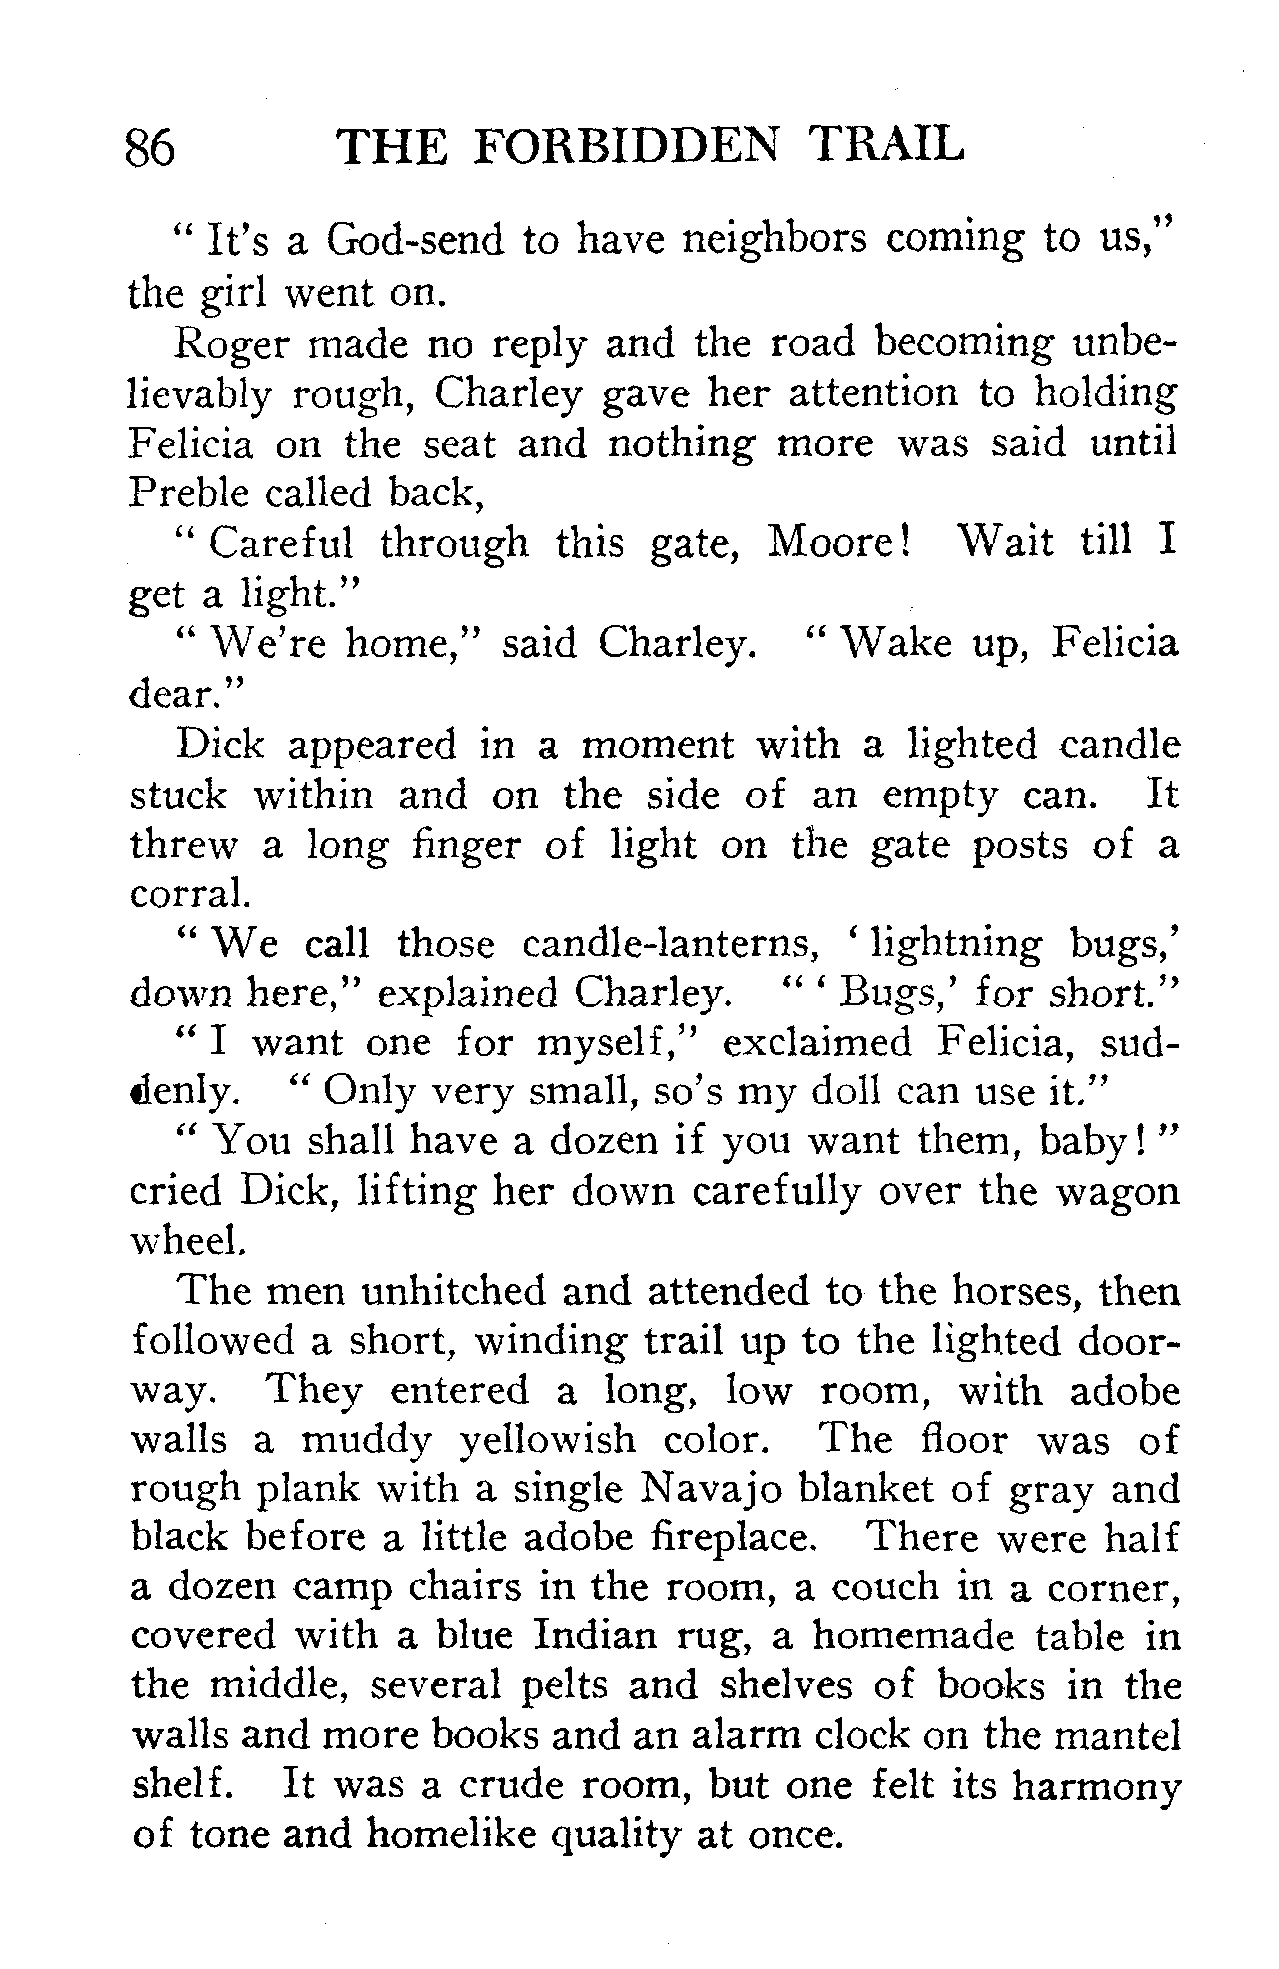 86 THE FORBIDDEN TRAIL
" It's a God-send to have neighbors coming to us,"
the girl went on.
Roger made no reply and the road becoming unbe-
lievably rough, Charley gave her attention to holding
Felicia on the seat and nothing more was said until
Preble called back,
" Careful through this gate, Moore! Wait till I
get a light."
" We're home," said Charley. " Wake up, Felicia
dear."
Dick appeared in a moment with a lighted candle
stuck within and on the side of an empty can. It
threw a long finger of light on the gate posts of a
corral.
" We call those candle-lanterns, ' lightning bugs,'
down here," explained Charley. " ' Bugs,' for short."
" I want one for myself," exclaimed Felicia, sud-
denly. " Only very small, so's my doll can use it."
" You shall have a dozen if you want them, baby! "
cried Dick, lifting her down carefully over the wagon
wheel.
The men unhitched and attended to the horses, then
followed a short, winding trail up to the lighted door-
way. They entered a long, low room, with adobe
walls a muddy yellowish color. The floor was of
rough plank with a single Navajo blanket of gray and
black before a little adobe fireplace. There were half
a dozen camp chairs in the room, a couch in a corner,
covered with a blue Indian rug, a homemade table in
the middle, several pelts and shelves of books in the
walls and more books and an alarm clock on the mantel
shelf. It was a crude room, but one felt its harmony
of tone and homelike quality at once.